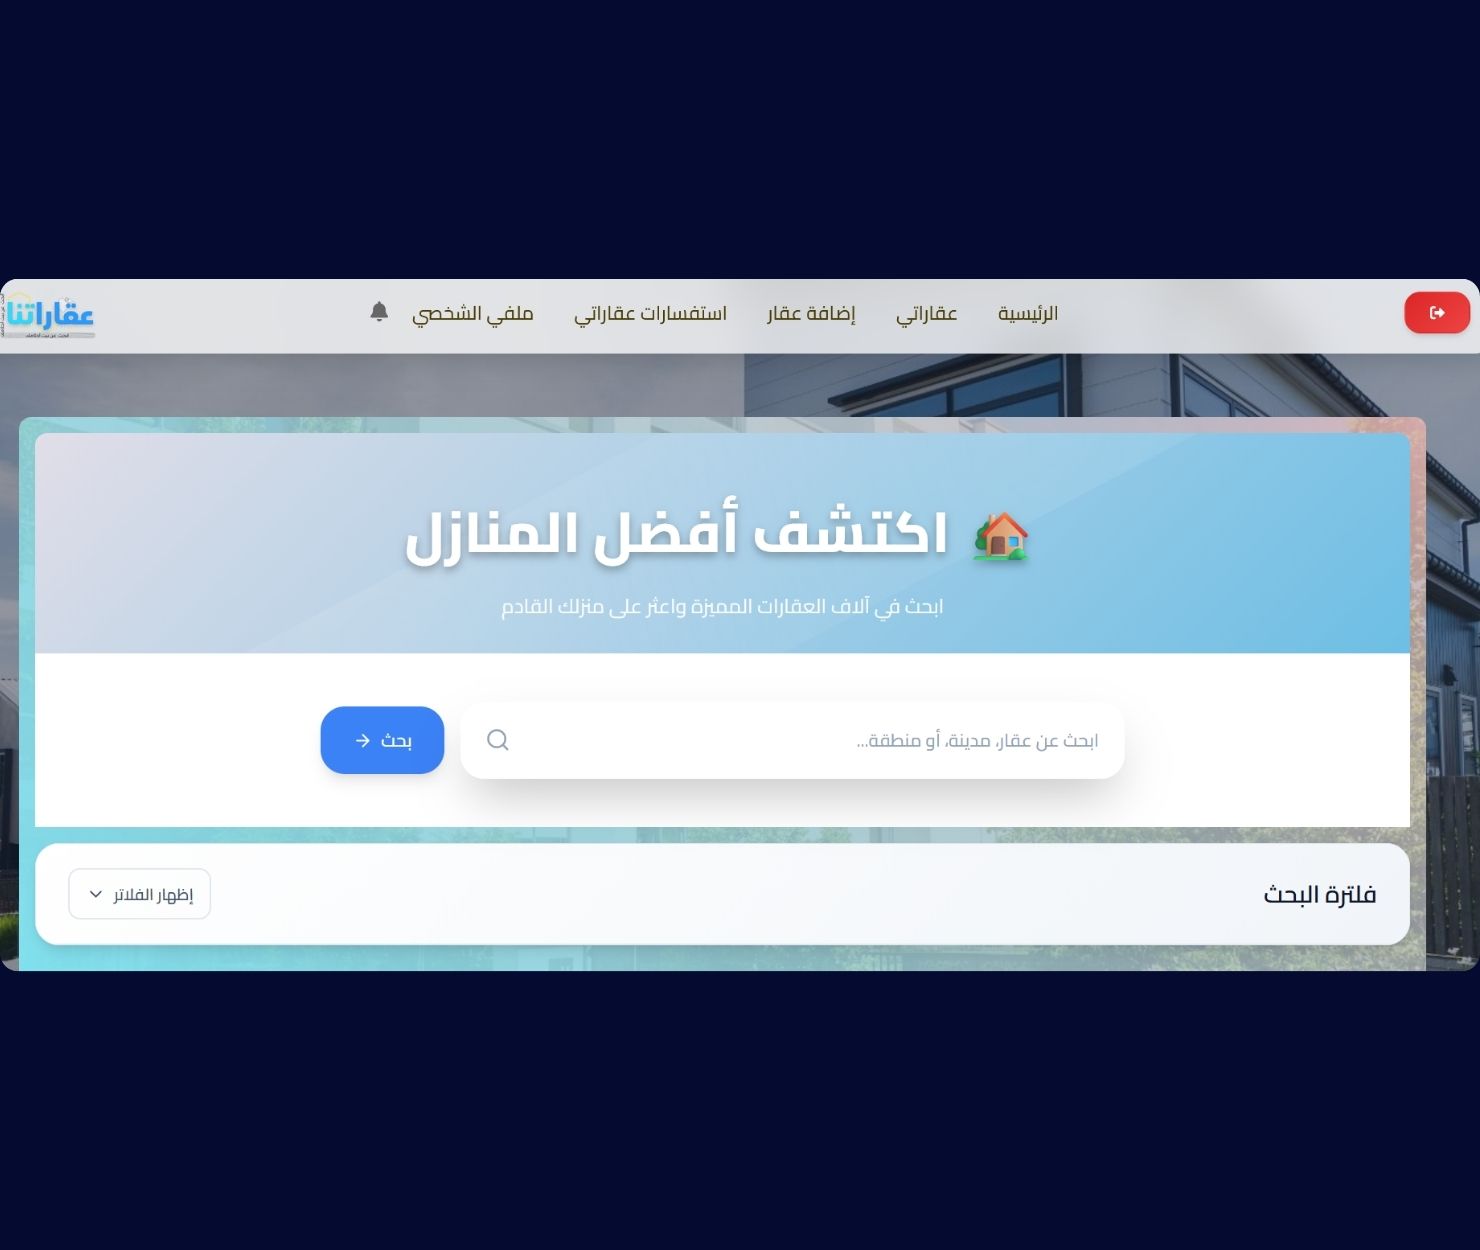 الرئيسية
عقاراتي
إضافة عقار
استفسارات عقاراتي
ملفي الشخصي
عقاراتنا
اكتشف أفضل المنازل
ابحث في آلاف العقارات المميزة واعثر على منزلك القادم
ابحث عن عقار، مدينة، أو منطقة...
بحث
فلترة البحث
إظهار الفلاتر